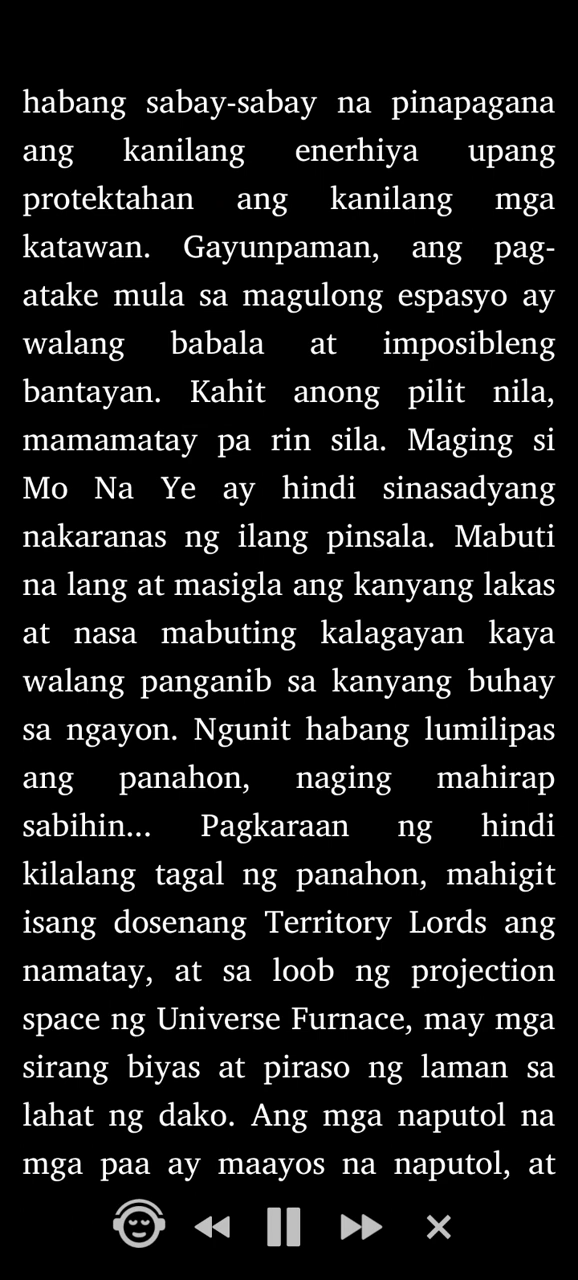 habang sabay-sabay na pinapagana
ang kanilang enerhiya upang
protektahan ang kanilang mga
katawan. Gayunpaman, ang pag-
atake mula sa magulong espasyo ay
walang babala at imposibleng
bantayan. Kahit anong pilit nila,
mamamatay pa rin sila. Maging si
Mo Na Ye ay hindi sinasadyang
nakaranas ng ilang pinsala. Mabuti
na lang at masigla ang kanyang lakas
at nasa mabuting kalagayan kaya
walang panganib sa kanyang buhay
sa ngayon. Ngunit habang lumilipas
ang panahon, naging mahirap
sabihin... Pagkaraan ng hindi
kilalang tagal ng panahon, mahigit
isang dosenang Territory Lords ang
namatay, at sa loob ng projection
space ng Universe Furnace, may mga
sirang biyas at piraso ng laman sa
lahat ng dako. Ang mga naputol na
mga paa ay maayos na naputol, at